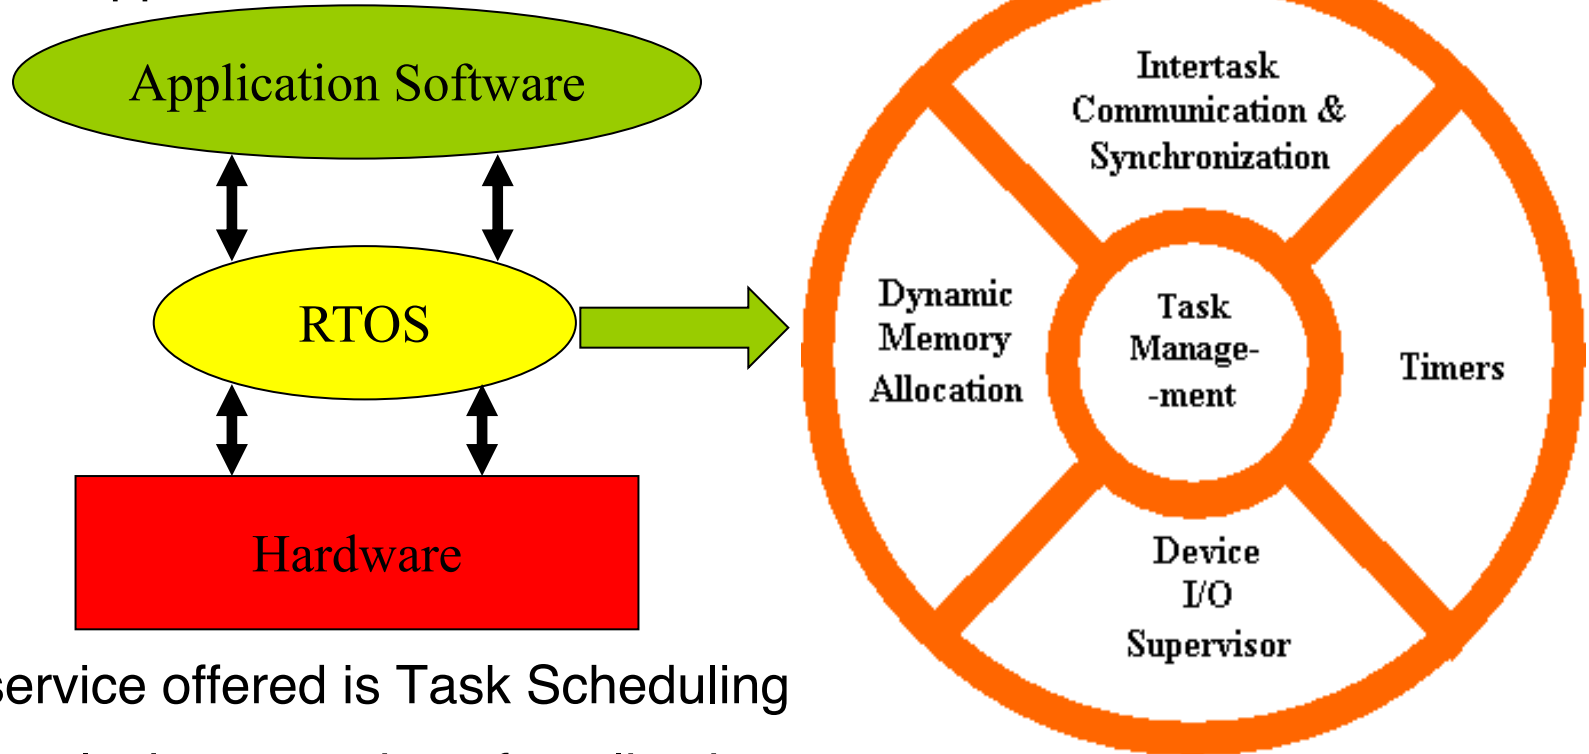 Application Software
RTOS
Hardware
Intertask
Communication &
Synchronization
Dynamic
Memory
Allocation
Task
Manage-
-ment
Timers
Device
I/O
Supervisor
service offered is Task Scheduling